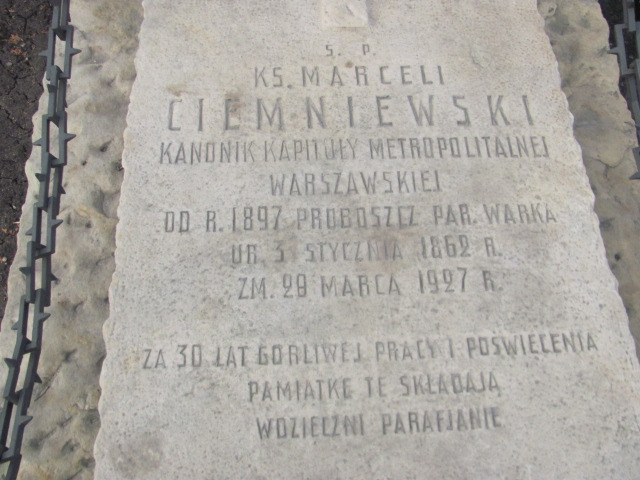 Ś. P.
KS. MARCELI
CIEMNIEWSKI
KANONIK KAPITUŁY METROPOLITALNEJ
WARSZAWSKIEJ
OD R. 1897 PROBOSZCZ PAR. WARKA
UR. 3 STYCZNIA 1862 R.
ZM. 28 MARCA 1927 R.
ZA 30 LAT GORLIWEJ PRACY I POŚWIĘCENIA
PAMIĄTKĘ TĘ SKŁADAJĄ
WDZIĘCZNI PARAFJANIE